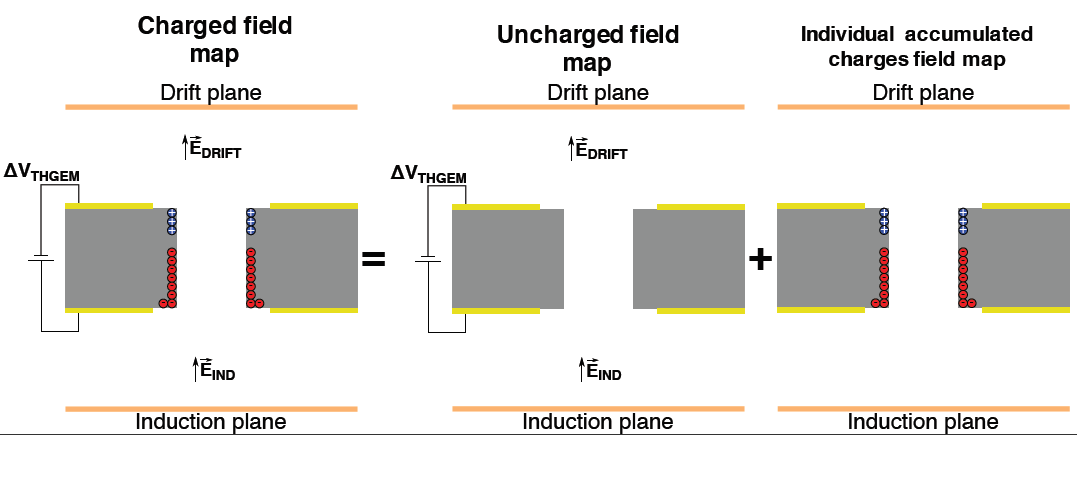 Charged field
map
Drift plane
E⃗DRIFT
ΔVTHGEM
E⃗IND
Induction plane
=
Uncharged field
map
Drift plane
E⃗DRIFT
ΔVTHGEM
E⃗IND
Induction plane
+
Individual accumulated
charges field map
Drift plane
Induction plane